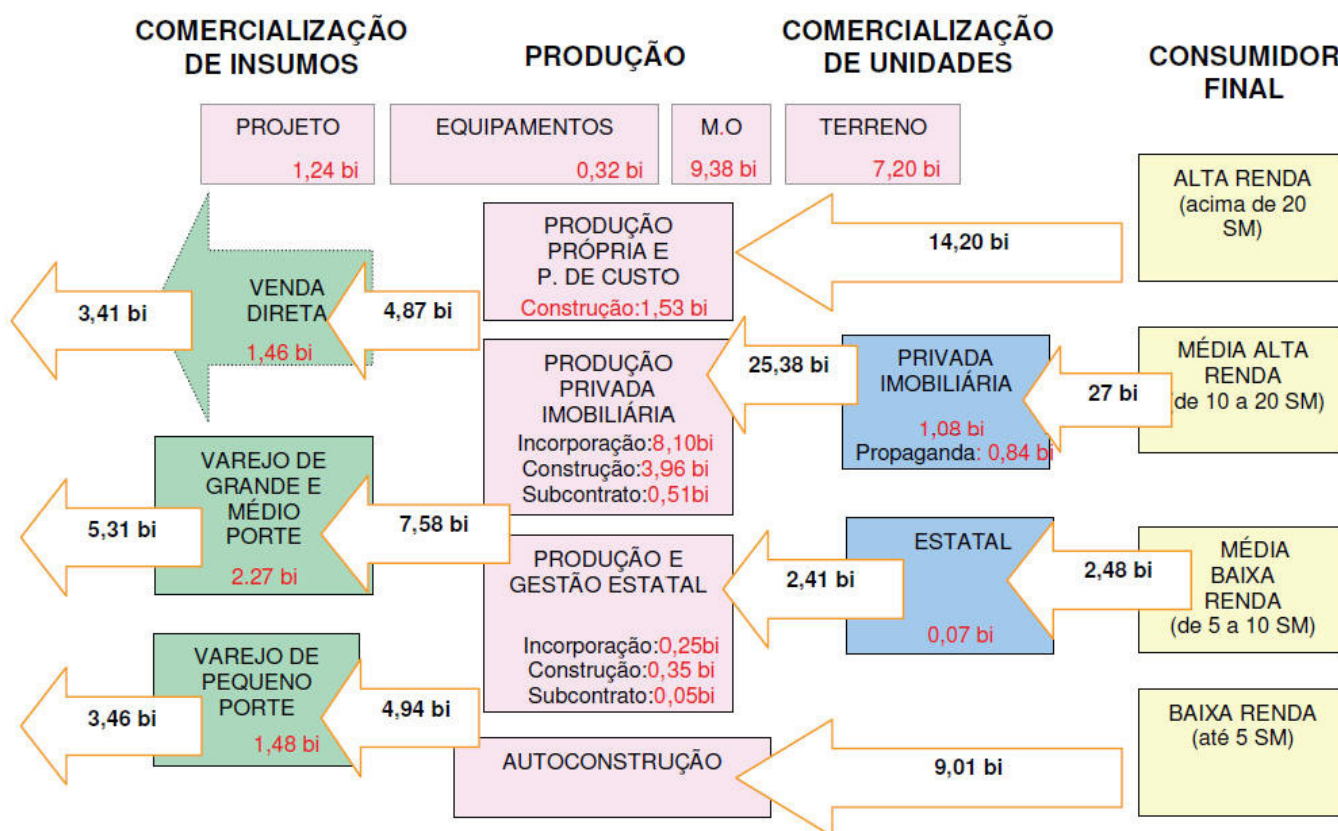 COMERCIALIZAÇÃO
DE INSUMOS
PRODUÇÃO
COMERCIALIZAÇÃO
DE UNIDADES
CONSUMIDOR
FINAL
PROJETO
1,24 bi
EQUIPAMENTOS
0,32 bi
M.O
9,38 bi
TERRENO
7,20 bi
ALTA RENDA
(acima de 20
SM)
14,20 bi
PRODUÇÃO
PRÓPRIA E
P. DE CUSTO
Construção:1,53 bi
4,87 bi
VENDA
DIRETA
1,46 bi
3,41 bi
MÉDIA ALTA
RENDA
(de 10 a 20 SM)
27 bi
PRIVADA
IMOBILIÁRIA
1,08 bi
Propaganda: 0,84 bi
25,38 bi
PRODUÇÃO
PRIVADA
IMOBILIÁRIA
Incorporação:8,10bi
Construção:3,96 bi
Subcontrato:0,51bi
7,58 bi
VAREJO DE
GRANDE E
MÉDIO
PORTE
2.27 bi
5,31 bi
MÉDIA
BAIXA
RENDA
(de 5 a 10 SM)
2,48 bi
ESTATAL
0,07 bi
2,41 bi
PRODUÇÃO E
GESTÃO ESTATAL
Incorporação:0,25bi
Construção:0,35 bi
Subcontrato:0,05bi
4,94 bi
VAREJO DE
PEQUENO
PORTE
1,48 bi
3,46 bi
BAIXA RENDA
(até 5 SM)
9,01 bi
AUTOCONSTRUÇÃO